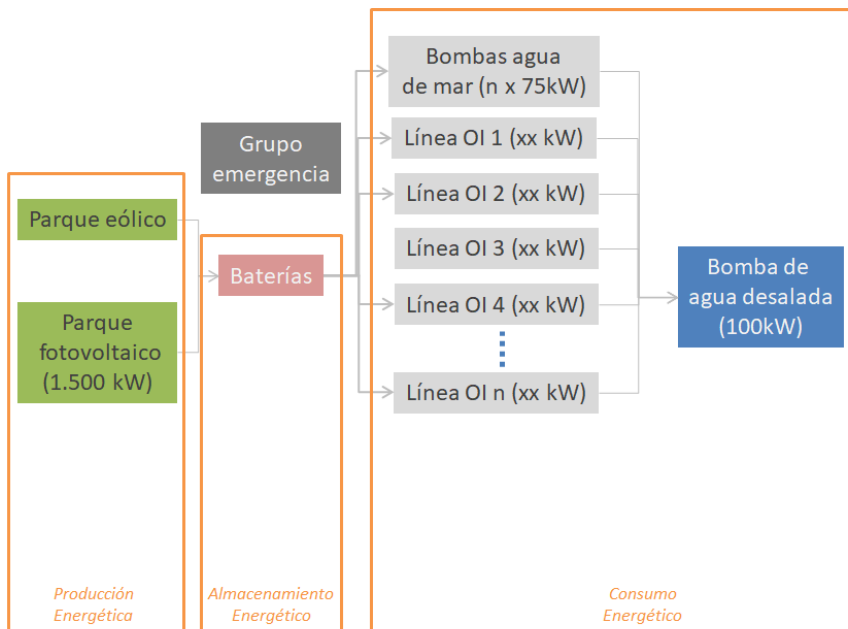 Bombas agua
de mar (n x 75kW)
Grupo
emergencia
Línea OI 1 (xx kW)
Línea OI 2 (xx kW)
Parque eólico
Línea OI 3 (xx kW)
Baterías
Bomba de
agua desalada
(100kW)
Línea OI 4 (xx kW)
Parque
fotovoltaico
(1.500 kW)
Línea OI n (xx kW)
Producción
Energética
Almacenamiento
Energético
Consumo
Energético